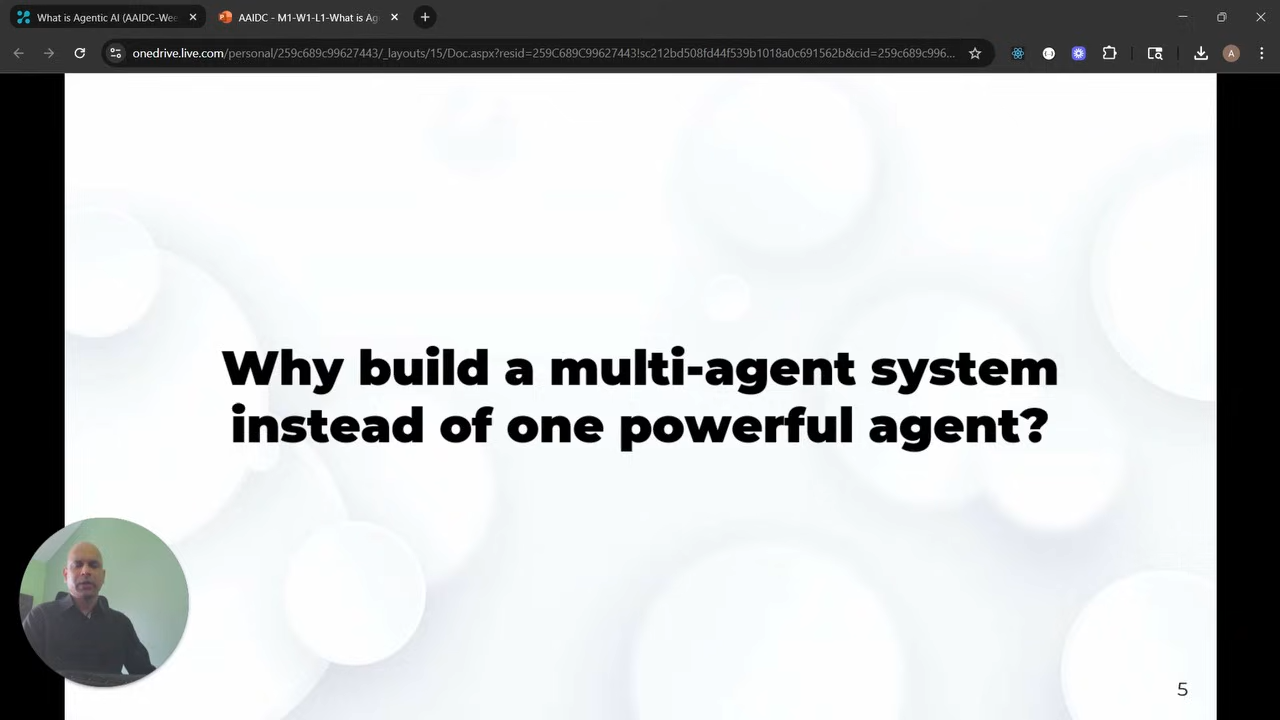 What is Agentic AI (AAIDC-Wee
AAIDC - M1-W1-L1-What is Ag
onedrive.live.com/personal/259c689c99627443/_layouts/15/Doc.aspx?resid=259C689C99627443!sc212bd508fd44f539b1018a0c691562b&cid=259c689c996...
A
Why build a multi-agent system
instead of one powerful agent?
5